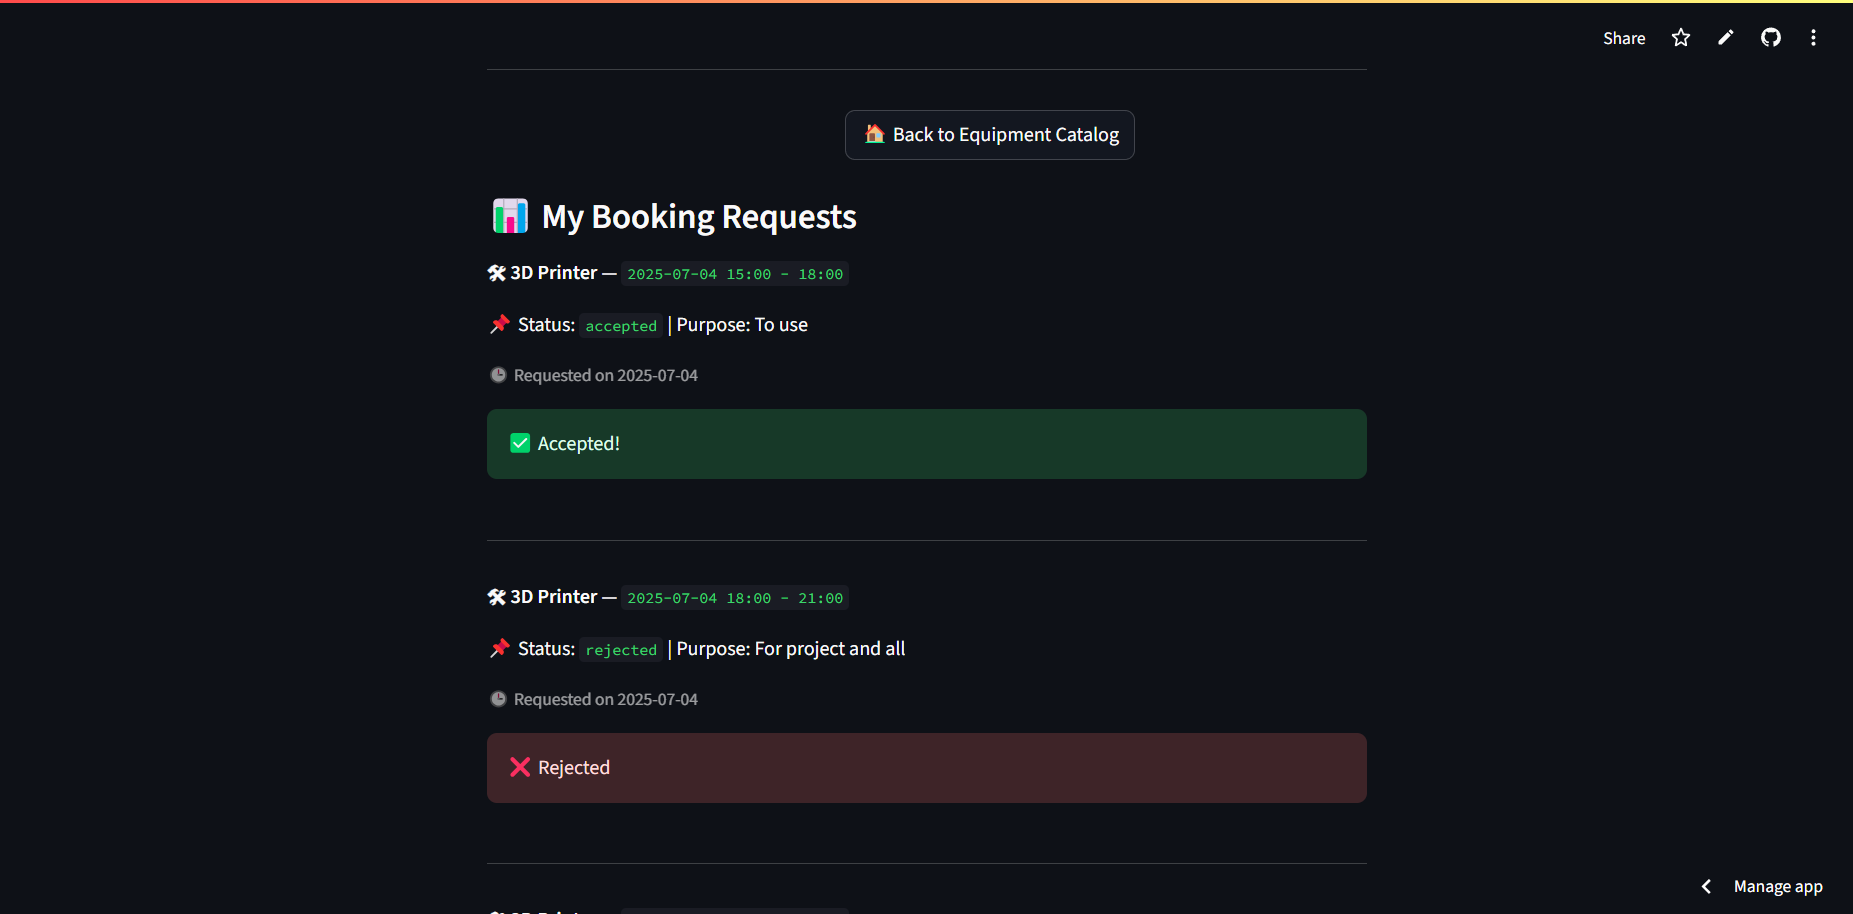 Share
Back to Equipment Catalog
My Booking Requests
3D Printer — 2025-07-04 15:00 - 18:00
Status: accepted | Purpose: To use
Requested on 2025-07-04
Accepted!
3D Printer — 2025-07-04 18:00 - 21:00
Status: rejected | Purpose: For project and all
Requested on 2025-07-04
Rejected
Manage app